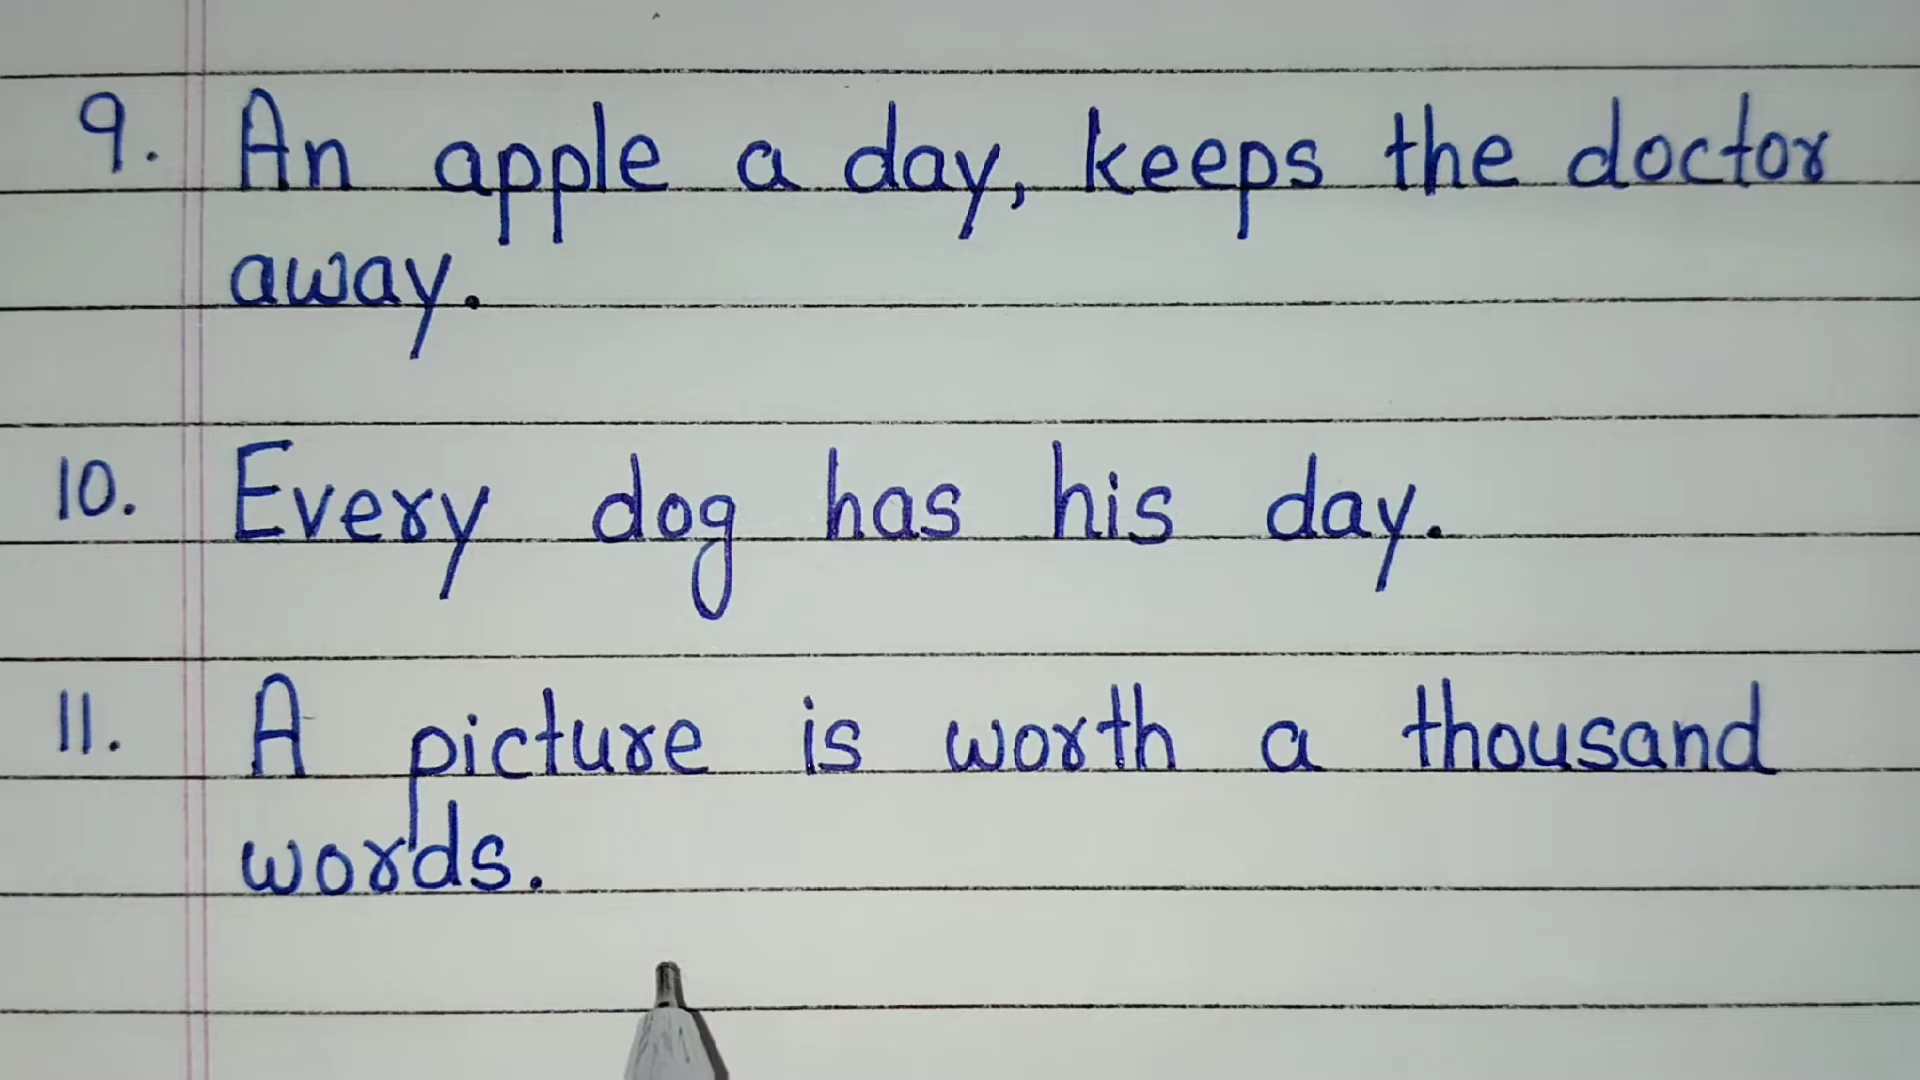 9. An apple a day, keeps the doctor
away.
10. Every dog has his day.
11. A picture is worth a thousand
words.